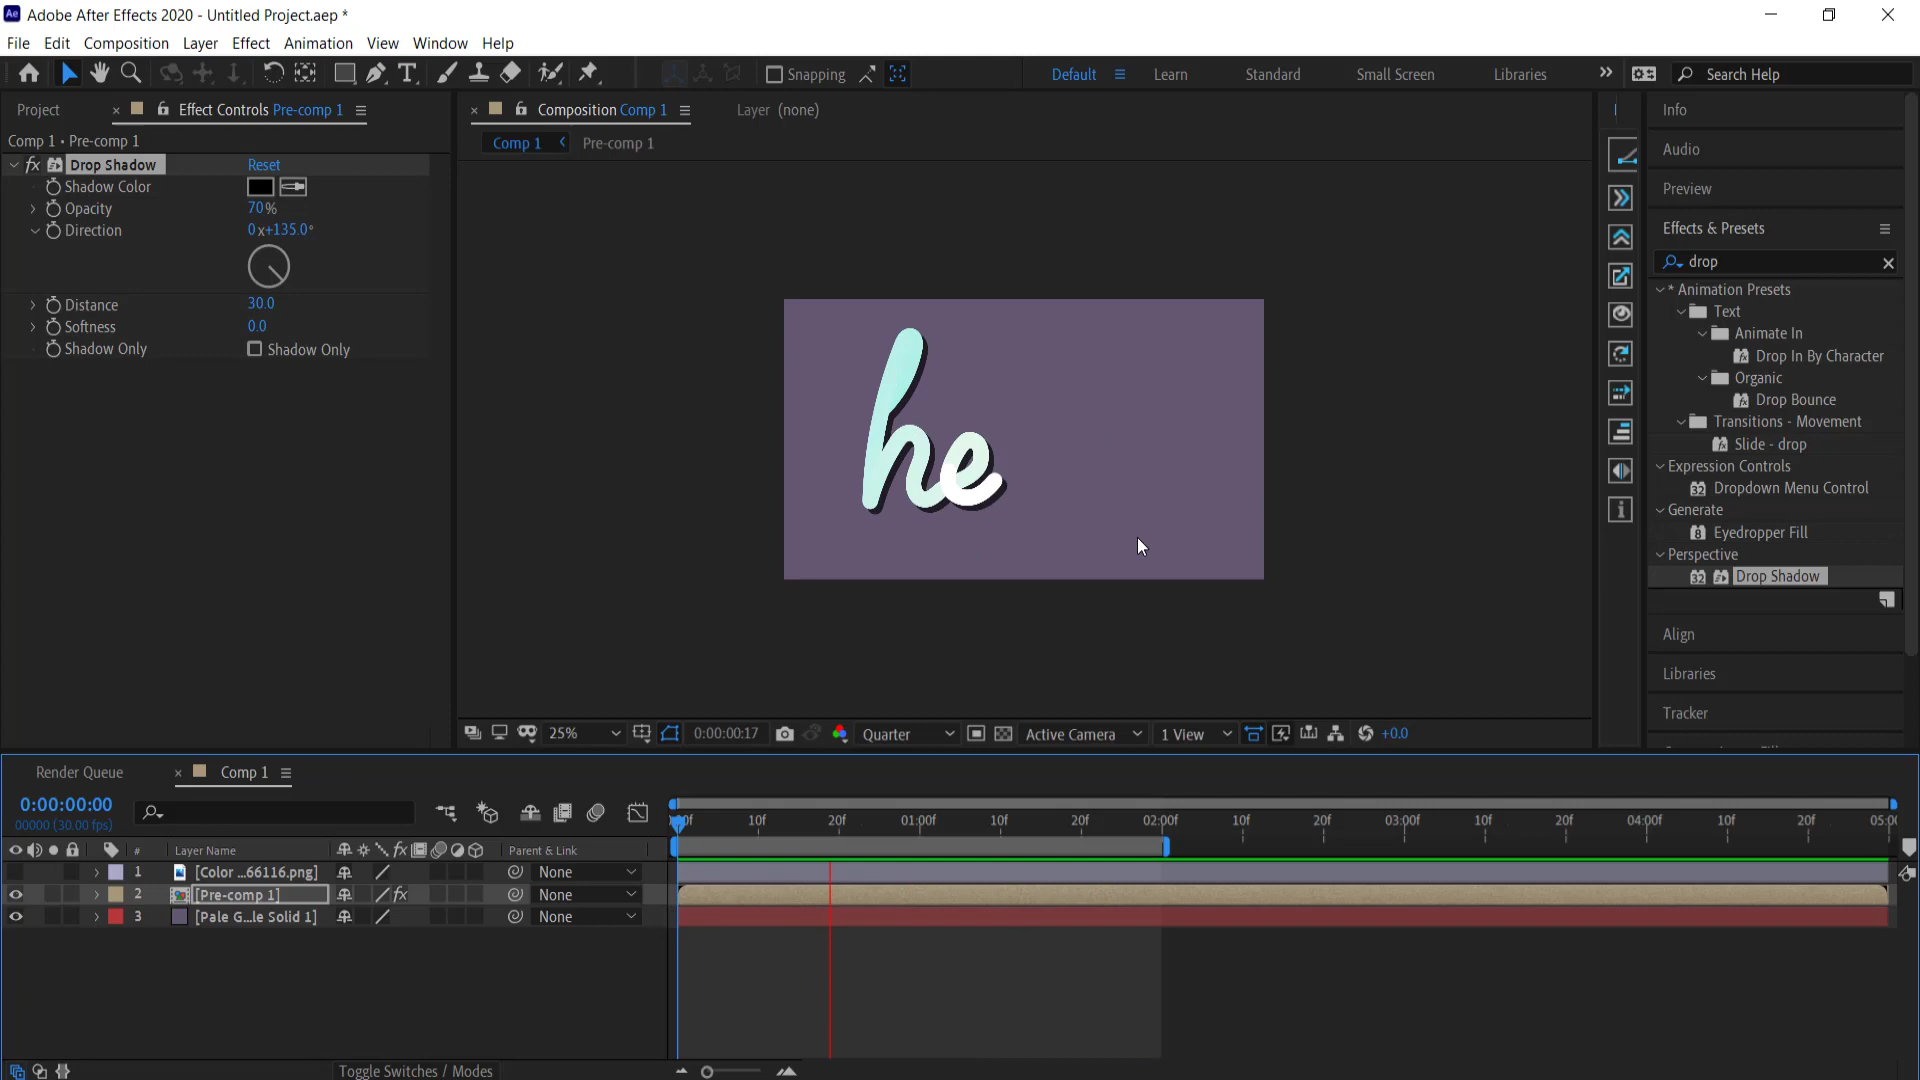 Adobe After Effects 2020 - Untitled Project.aep *
File Edit Composition Layer Effect Animation View Window Help
Snapping Default Learn Standard Small Screen Libraries Search Help
Project Effect Controls Pre-comp 1 Composition Comp 1 Layer (none) Info
Comp 1 • Pre-comp 1 Comp 1 Pre-comp 1
fx Drop Shadow Reset Audio
Shadow Color Preview
Opacity 70% Effects & Presets
Direction 0x+135.0°
drop
* Animation Presets
Distance 30.0 Text
Softness 0.0 Animate In
Shadow Only Shadow Only Drop In By Character
Organic
Drop Bounce
Transitions - Movement
Slide - drop
he
Expression Controls
Dropdown Menu Control
Generate
Eyedropper Fill
Perspective
Drop Shadow
Align
Libraries
Tracker
25% 0:00:00:17 Quarter Active Camera 1 View +0.0
Render Queue Comp 1
0:00:00:00
00000 (30.00 fps)
10f 20f 01:00f 10f 20f 02:00f 10f 20f 03:00f 10f 20f 04:00f 10f 20f 05:00
# Layer Name fx Parent & Link
1 [Color ...66116.png] None
2 [Pre-comp 1] fx None
3 [Pale G...le Solid 1] None
Toggle Switches / Modes